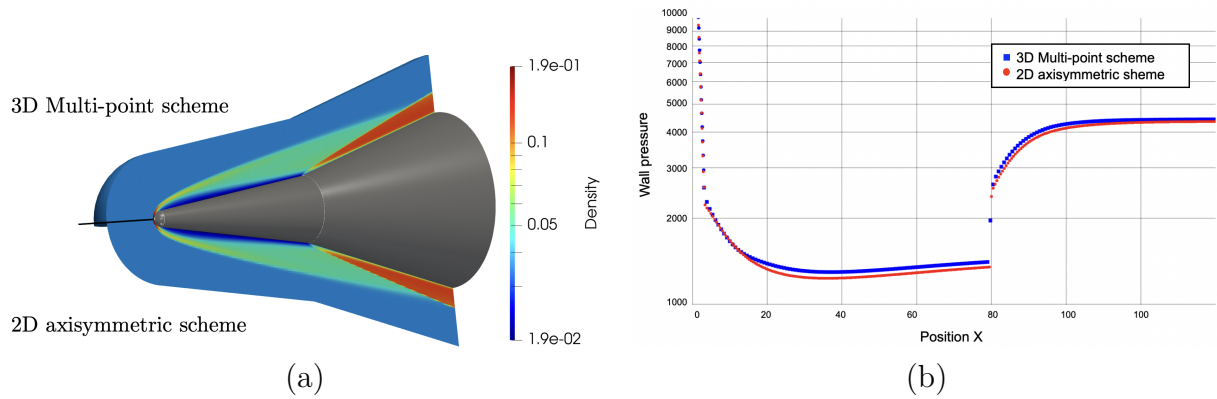 3D Multi-point scheme
2D axisymmetric scheme
1.9e-01
0.1
0.05
1.9e-02
Density
(a)
10000
9000
8000
7000
6000
5000
4000
3000
2000
1000
Wall pressure
3D Multi-point scheme
2D axisymmetric sheme
0
20
40
60
80
100
100
Position X
(b)